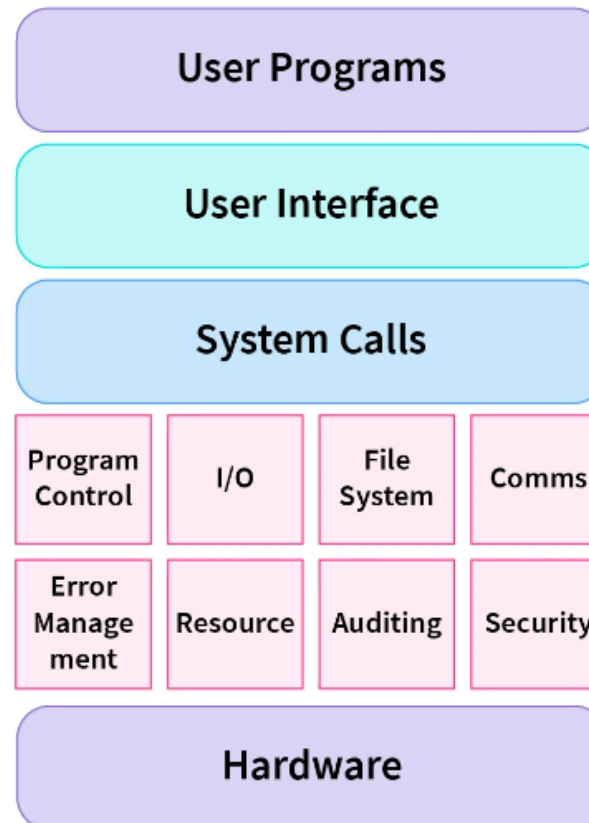 User Programs
User Interface
System Calls
Program
Control
I/O
File
System
Comms
Error
Manage
ment
Resource
Auditing
Security
Hardware